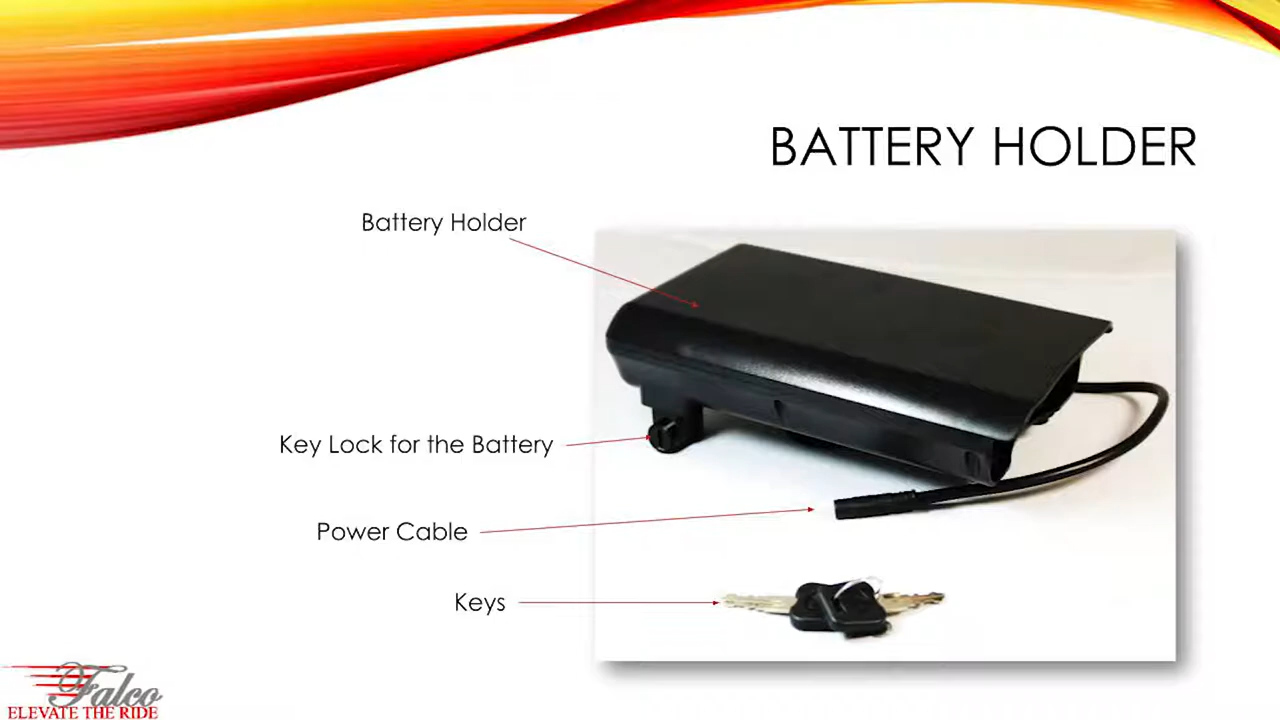 BATTERY HOLDER
Battery Holder
Key Lock for the Battery
Power Cable
Keys
Falco
ELEVATE THE RIDE